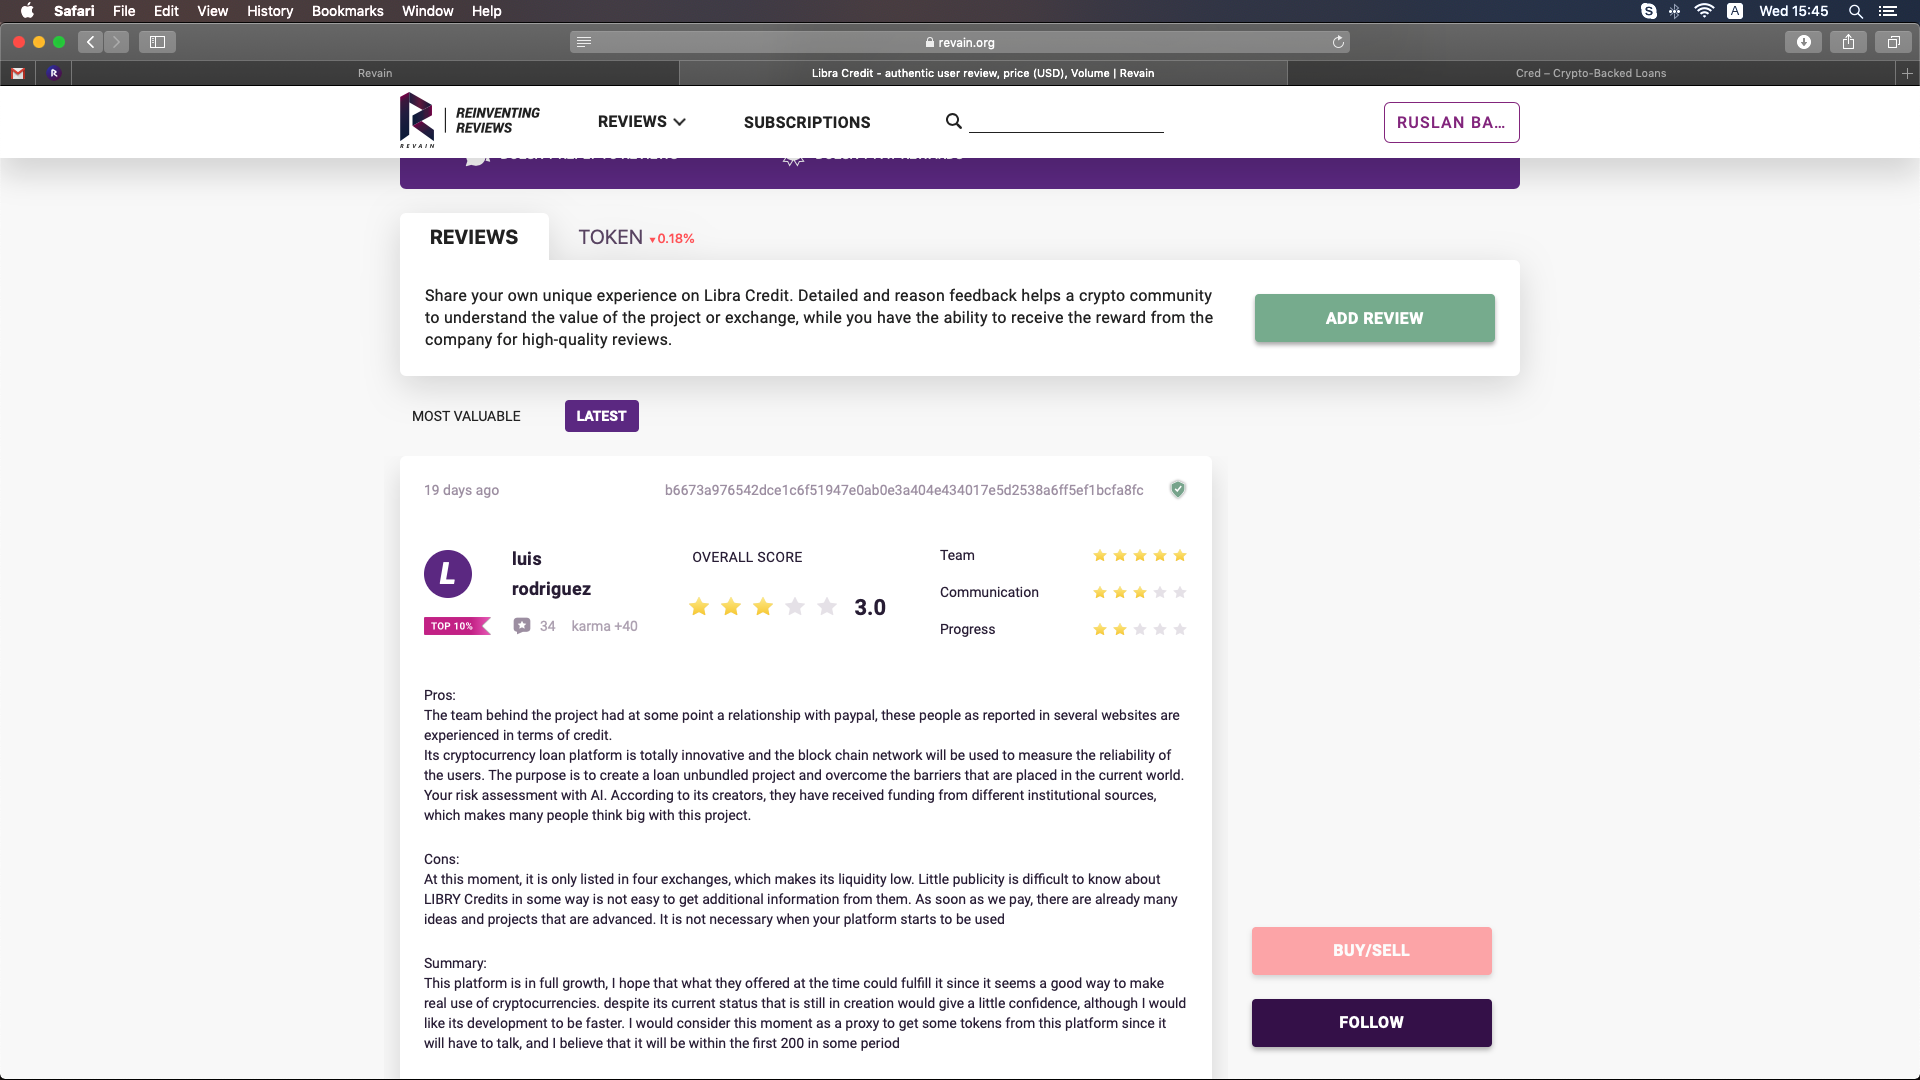 Safari File Edit View History Bookmarks Window Help
A Wed 15:45
revain.org
Revain
Libra Credit - authentic user review, price (USD), Volume | Revain
Cred – Crypto-Backed Loans
REINVENTING
REVIEWS
REVAIN
REVIEWS
SUBSCRIPTIONS
RUSLAN BA...
REVIEWS
TOKEN ▾0.18%
Share your own unique experience on Libra Credit. Detailed and reason feedback helps a crypto community
to understand the value of the project or exchange, while you have the ability to receive the reward from the
company for high-quality reviews.
ADD REVIEW
MOST VALUABLE
LATEST
19 days ago
b6673a976542dce1c6f51947e0ab0e3a404e434017e5d2538a6ff5ef1bcfa8fc
L
luis
rodriguez
TOP 10%
34 karma +40
OVERALL SCORE
3.0
Team
Communication
Progress
Pros:
The team behind the project had at some point a relationship with paypal, these people as reported in several websites are
experienced in terms of credit.
Its cryptocurrency loan platform is totally innovative and the block chain network will be used to measure the reliability of
the users. The purpose is to create a loan unbundled project and overcome the barriers that are placed in the current world.
Your risk assessment with AI. According to its creators, they have received funding from different institutional sources,
which makes many people think big with this project.
Cons:
At this moment, it is only listed in four exchanges, which makes its liquidity low. Little publicity is difficult to know about
LIBRY Credits in some way is not easy to get additional information from them. As soon as we pay, there are already many
ideas and projects that are advanced. It is not necessary when your platform starts to be used
Summary:
This platform is in full growth, I hope that what they offered at the time could fulfill it since it seems a good way to make
real use of cryptocurrencies. despite its current status that is still in creation would give a little confidence, although I would
like its development to be faster. I would consider this moment as a proxy to get some tokens from this platform since it
will have to talk, and I believe that it will be within the first 200 in some period
BUY/SELL
FOLLOW